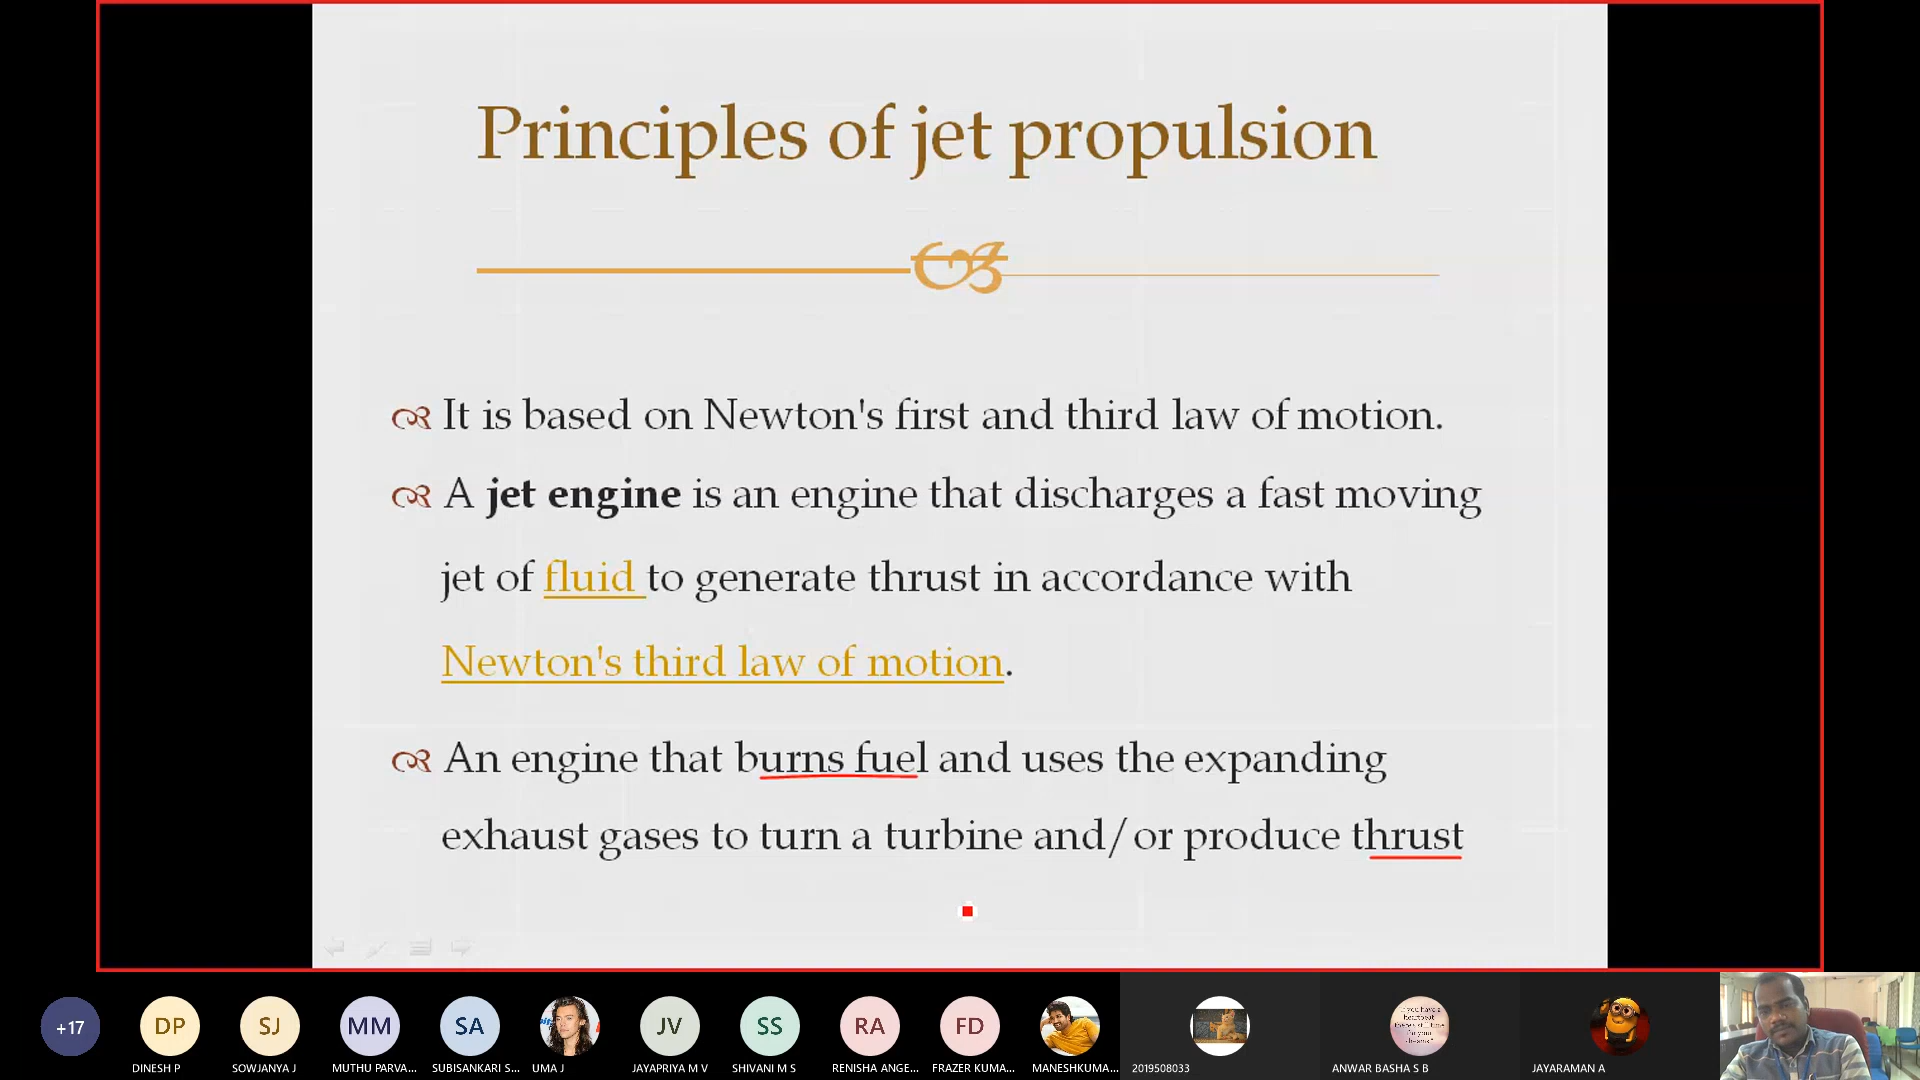 Principles of jet propulsion
It is based on Newton's first and third law of motion.
A jet engine is an engine that discharges a fast moving
jet of fluid to generate thrust in accordance with
Newton's third law of motion.
An engine that burns fuel and uses the expanding
exhaust gases to turn a turbine and/or produce thrust
+17
DP
SJ
MM
SA
JV
SS
RA
FD
DINESH P
SOWJANYA J
MUTHU PARVA...
SUBISANKARI S...
UMA J
JAYAPRIYA M V
SHIVANI M S
RENISHA ANGE...
FRAZER KUMA...
MANESHKUMA...
2019508033
ANWAR BASHA S B
JAYARAMAN A